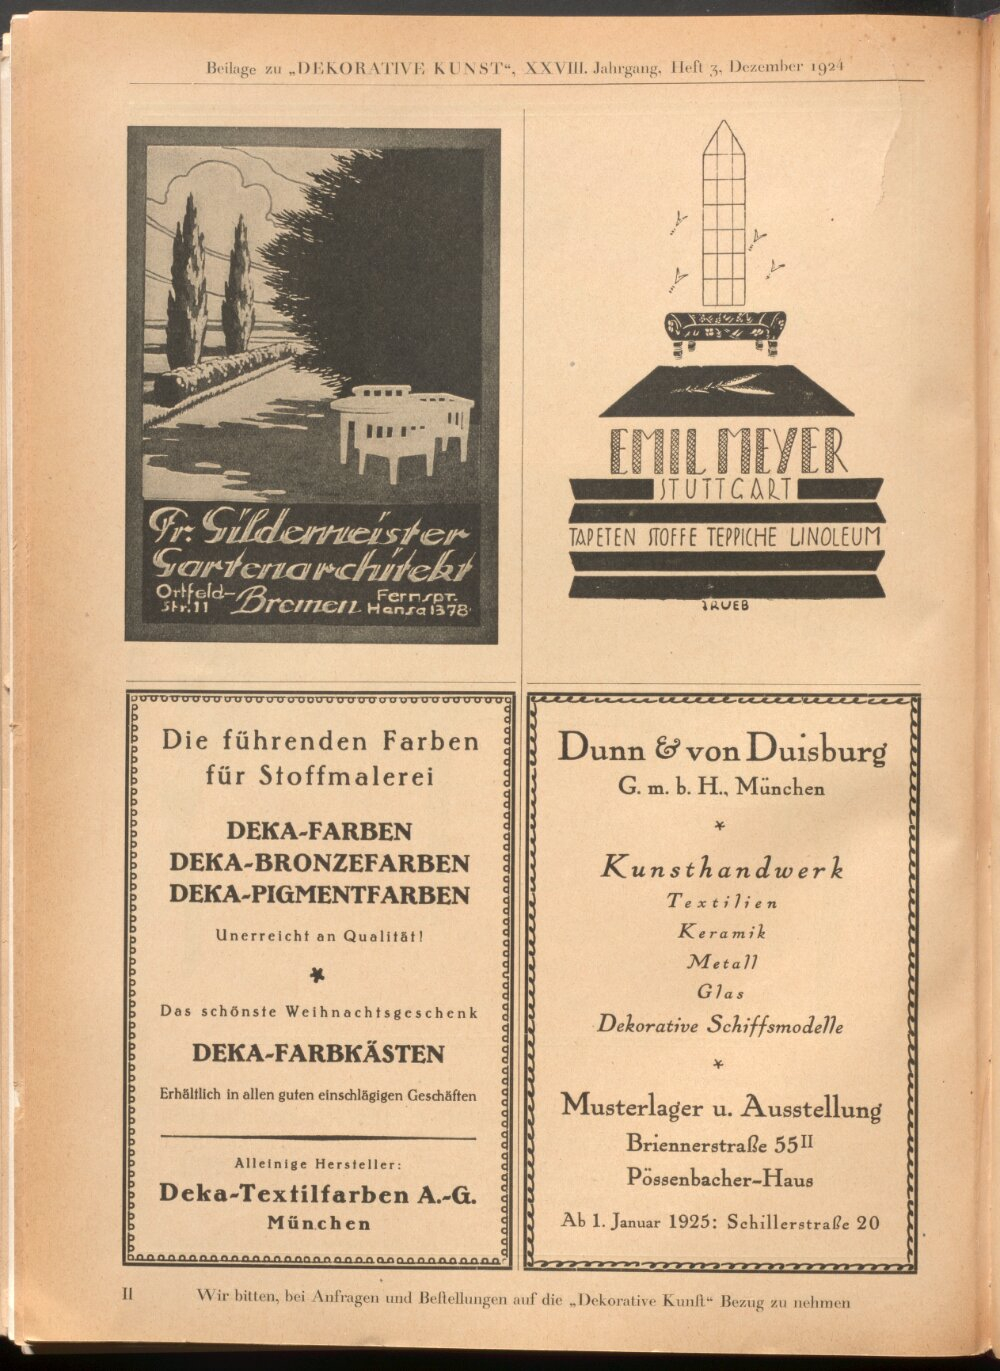 Beilage zu „DEKORATIVE KUNST“, XXVIII. Jahrgang, Heft 3, Dezember 1924
Fr. Gildemeister
Gartenarchitekt
Ortfeld-
str. 11
Bremen
Fernspr.
Hansa 1378
EMIL MEYER
STUTTGART
TAPETEN STOFFE TEPPICHE LINOLEUM
TRUEB
Die führenden Farben
für Stoffmalerei
DEKA-FARBEN
DEKA-BRONZEFARBEN
DEKA-PIGMENTFARBEN
Unerreicht an Qualität!
*
Das schönste Weihnachtsgeschenk
DEKA-FARBKÄSTEN
Erhältlich in allen guten einschlägigen Geschäften
Alleinige Hersteller:
Deka-Textilfarben A.-G.
München
Dunn & von Duisburg
G. m. b. H., München
*
Kunsthandwerk
Textilien
Keramik
Metall
Glas
Dekorative Schiffsmodelle
*
Musterlager u. Ausstellung
Briennerstraße 55 II
Pössenbacher-Haus
Ab 1. Januar 1925: Schillerstraße 20
II
Wir bitten, bei Anfragen und Beſtellungen auf die „Dekorative Kunſt“ Bezug zu nehmen